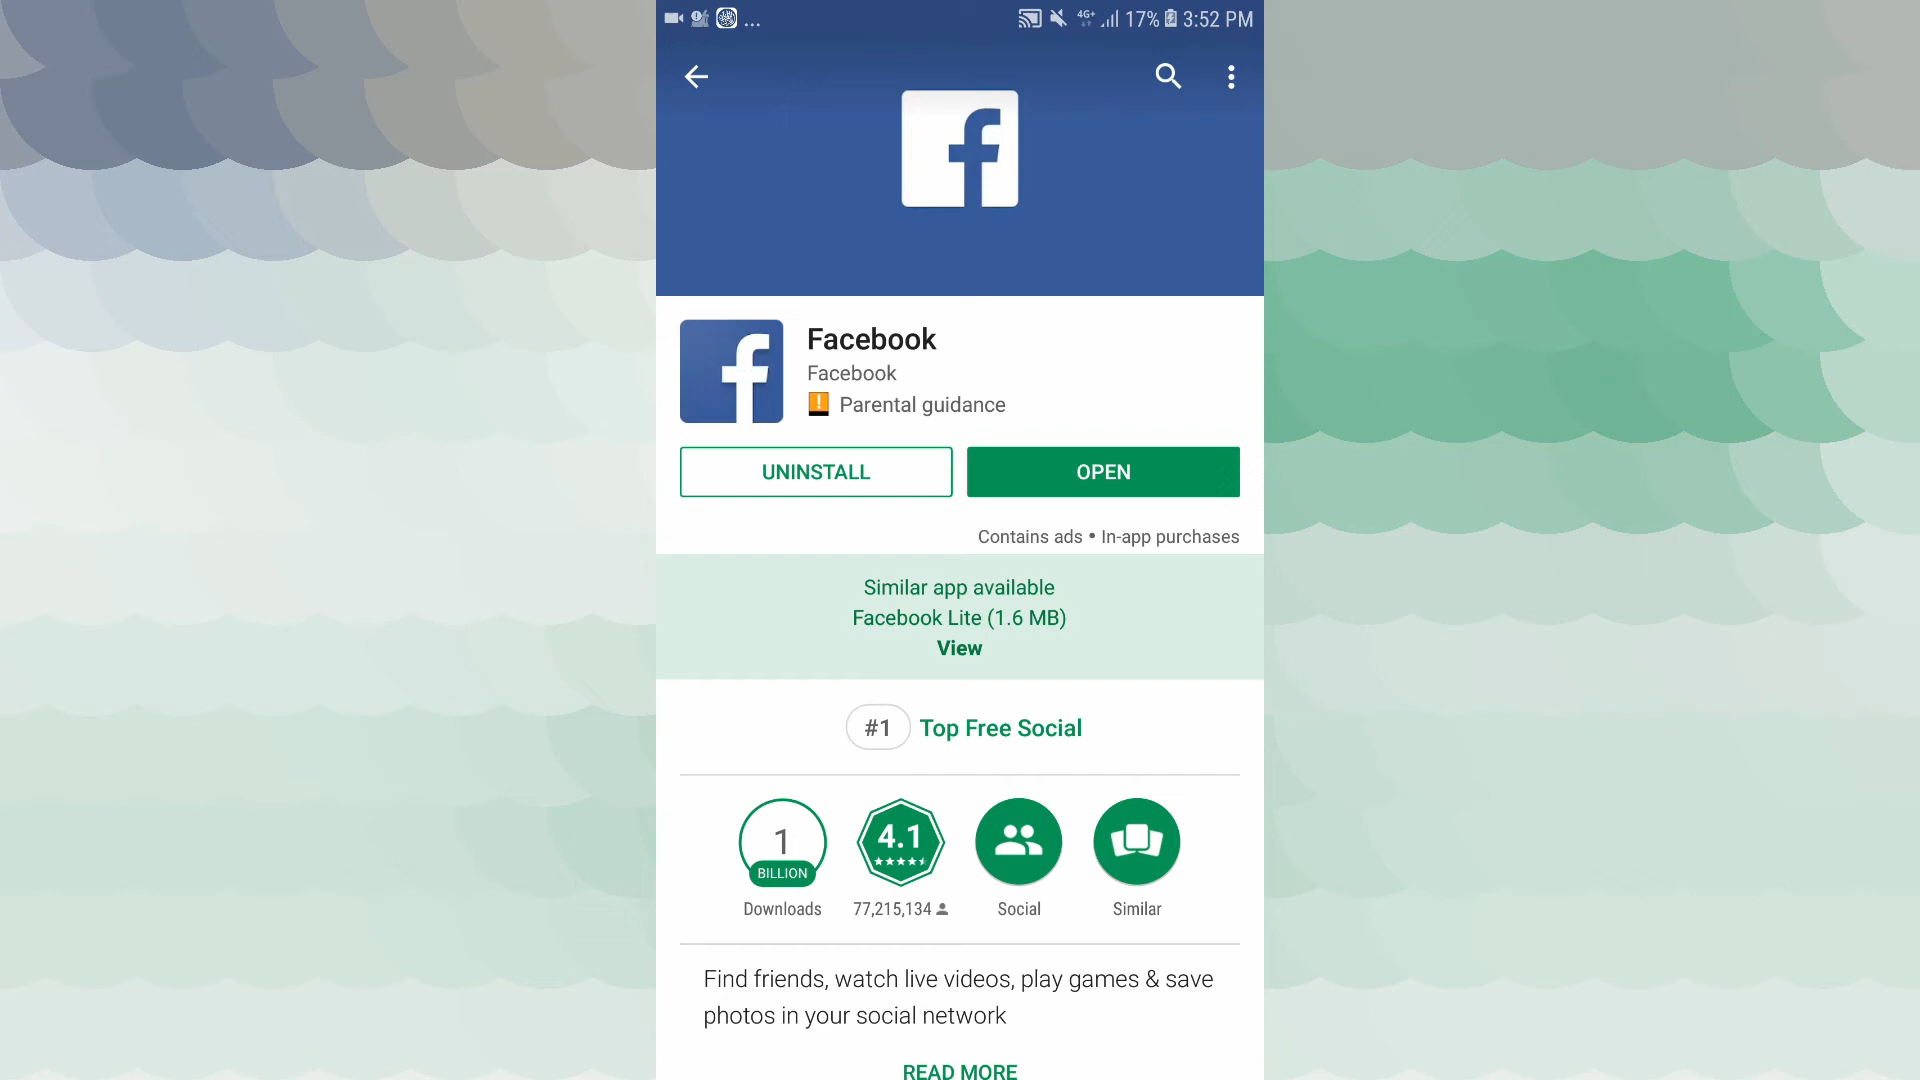 ... 4G+ 17% 3:52 PM
Facebook
Facebook
Parental guidance
UNINSTALL OPEN
Contains ads • In-app purchases
Similar app available
Facebook Lite (1.6 MB)
View
#1 Top Free Social
1 BILLION 4.1
Downloads 77,215,134 Social Similar
Find friends, watch live videos, play games & save
photos in your social network
READ MORE